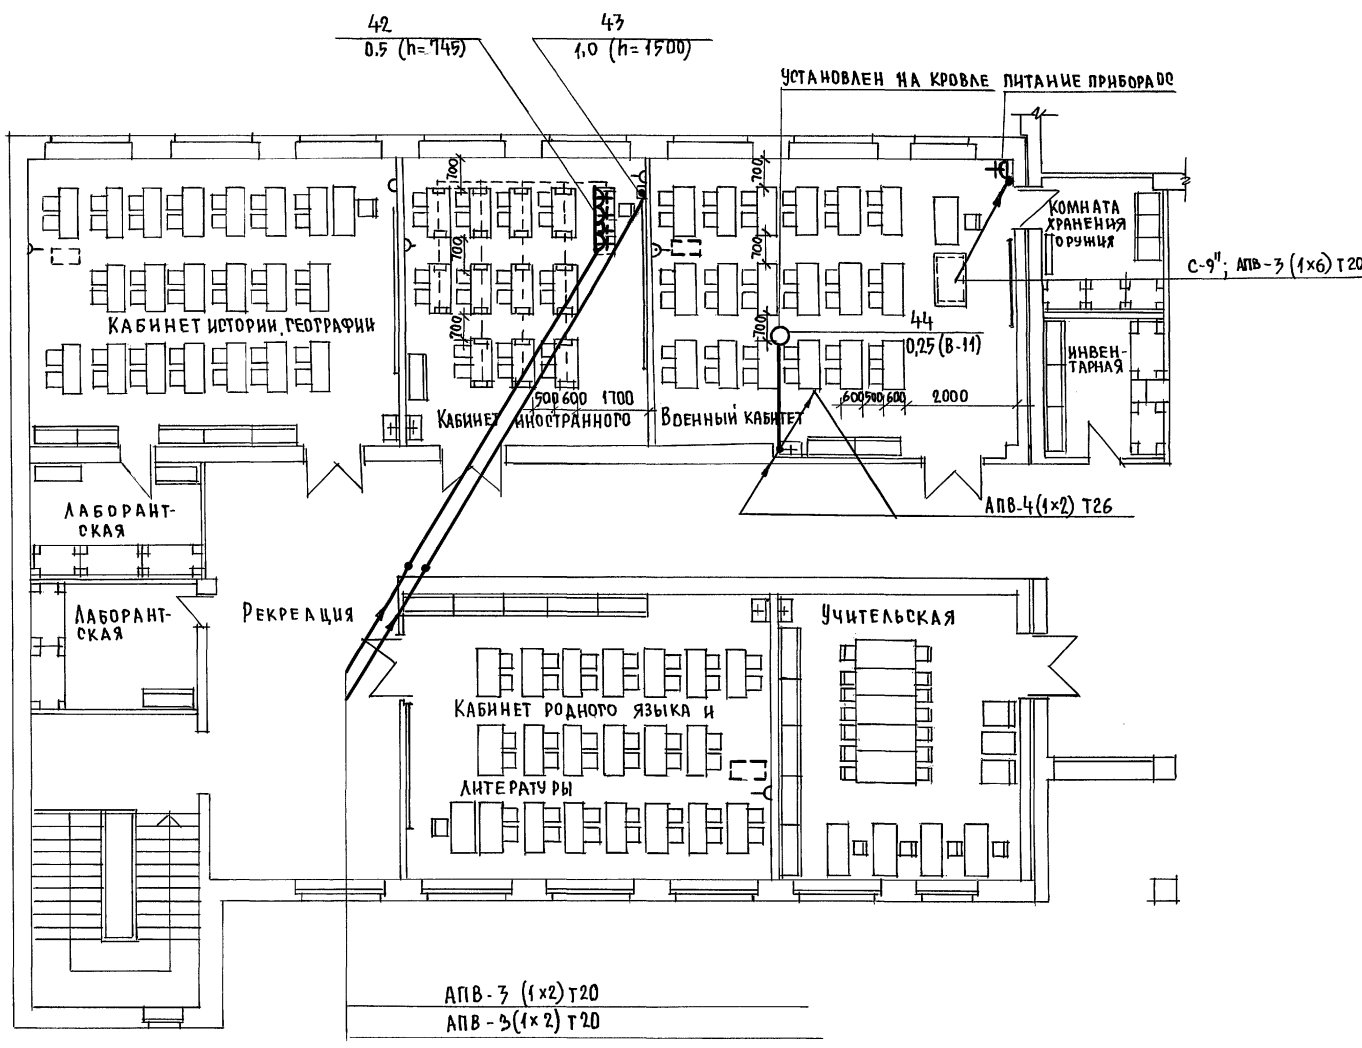 42
0.5 (h=745)
43
1,0 (h=1500)
УСТАНОВЛЕН НА КРОВЛЕ
ПИТАНИЕ ПРИБОРА ОС
700
700
700
700
700
700
КОМНАТА
ХРАНЕНИЯ
ОРУЖИЯ
С-9"; АПВ-3 (1×6) Т20
КАБИНЕТ ИСТОРИИ, ГЕОГРАФИИ
44
0,25 (В-11)
ИНВЕН-
ТАРНАЯ
500 600 1700
600 500 600 2000
КАБИНЕТ ИНОСТРАННОГО
ВОЕННЫЙ КАБИТЕТ
АПВ-4(1×2) Т26
ЛАБОРАНТ-
СКАЯ
ЛАБОРАНТ-
СКАЯ
РЕКРЕАЦИЯ
УЧИТЕЛЬСКАЯ
КАБИНЕТ РОДНОГО ЯЗЫКА И
ЛИТЕРАТУРЫ
АПВ-3 (1×2) Т20
АПВ-3(1×2) Т20